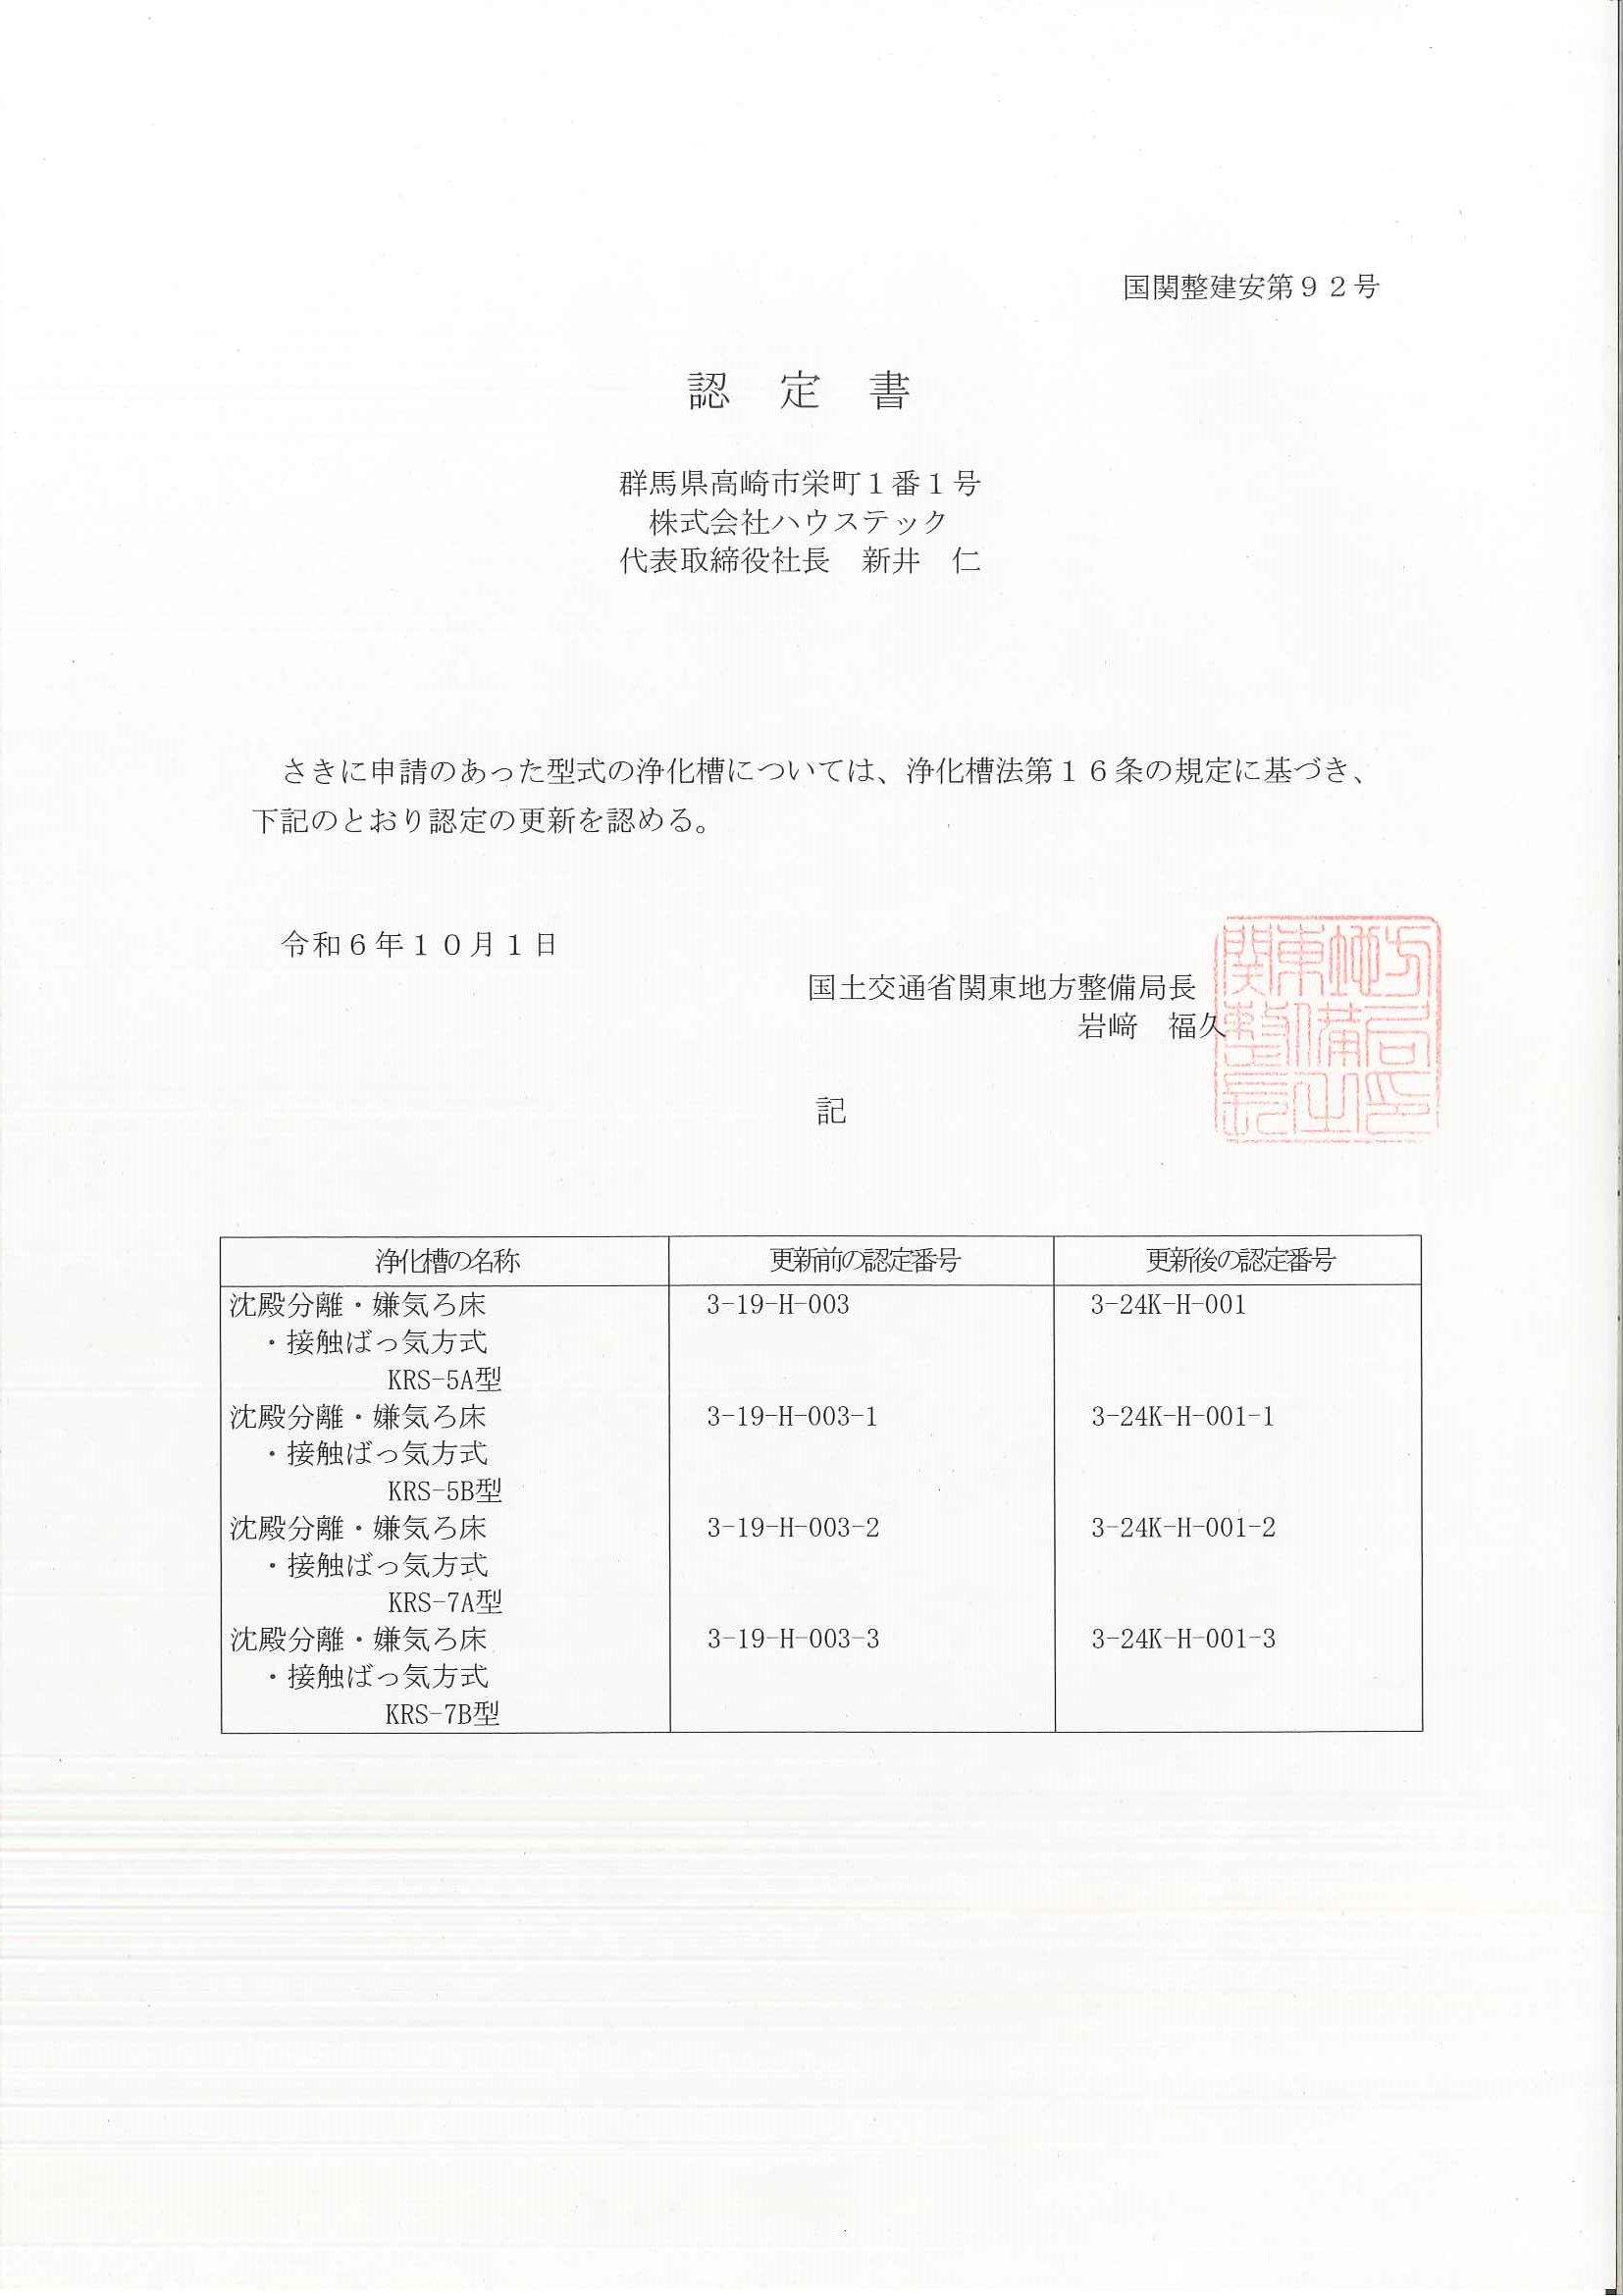 国関整建安第９２号
認　定　書
群馬県高崎市栄町１番１号
株式会社ハウステック
代表取締役社長　新井　仁
さきに申請のあった型式の浄化槽については、浄化槽法第１６条の規定に基づき、
下記のとおり認定の更新を認める。
令和６年１０月１日
国土交通省関東地方整備局長
岩﨑　福久
関東地方
整備局
長之印
記
浄化槽の名称　更新前の認定番号　更新後の認定番号
沈殿分離・嫌気ろ床　3-19-H-003　3-24K-H-001
・接触ばっ気方式
KRS-5A型
沈殿分離・嫌気ろ床　3-19-H-003-1　3-24K-H-001-1
・接触ばっ気方式
KRS-5B型
沈殿分離・嫌気ろ床　3-19-H-003-2　3-24K-H-001-2
・接触ばっ気方式
KRS-7A型
沈殿分離・嫌気ろ床　3-19-H-003-3　3-24K-H-001-3
・接触ばっ気方式
KRS-7B型